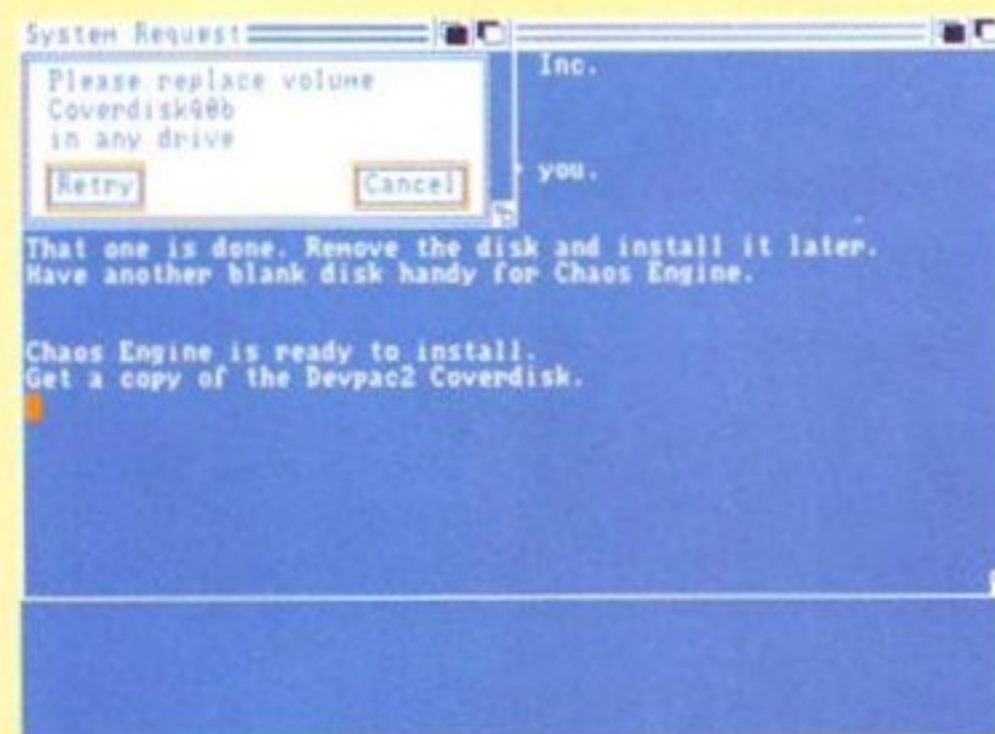 System Request
Please replace volume
Coverdisk40b
in any drive
Retry
Cancel
Inc.
you.
That one is done. Remove the disk and install it later.
Have another blank disk handy for Chaos Engine.
Chaos Engine is ready to install.
Get a copy of the Devpac2 Coverdisk.